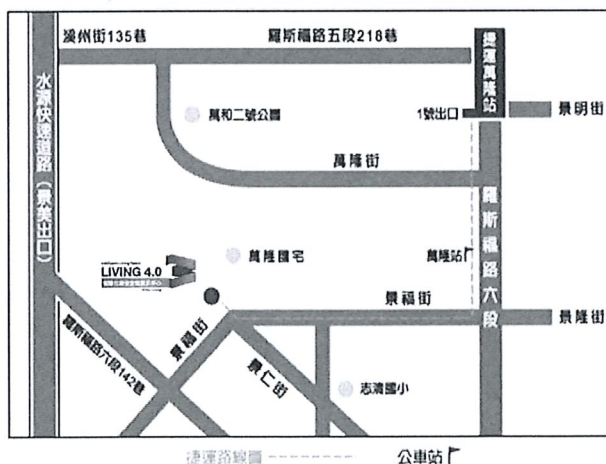 溪州街135巷
羅斯福路五段218巷
捷運萬隆站
水源快速道路(景美出口)
萬和二號公園
1號出口
景明街
萬隆街
羅斯福路六段
萬隆國宅
萬隆站
LIVING 4.0
景福街
景隆街
羅斯福路六段142巷
景福街
景仁街
志清國小
捷運路線圖
公車站